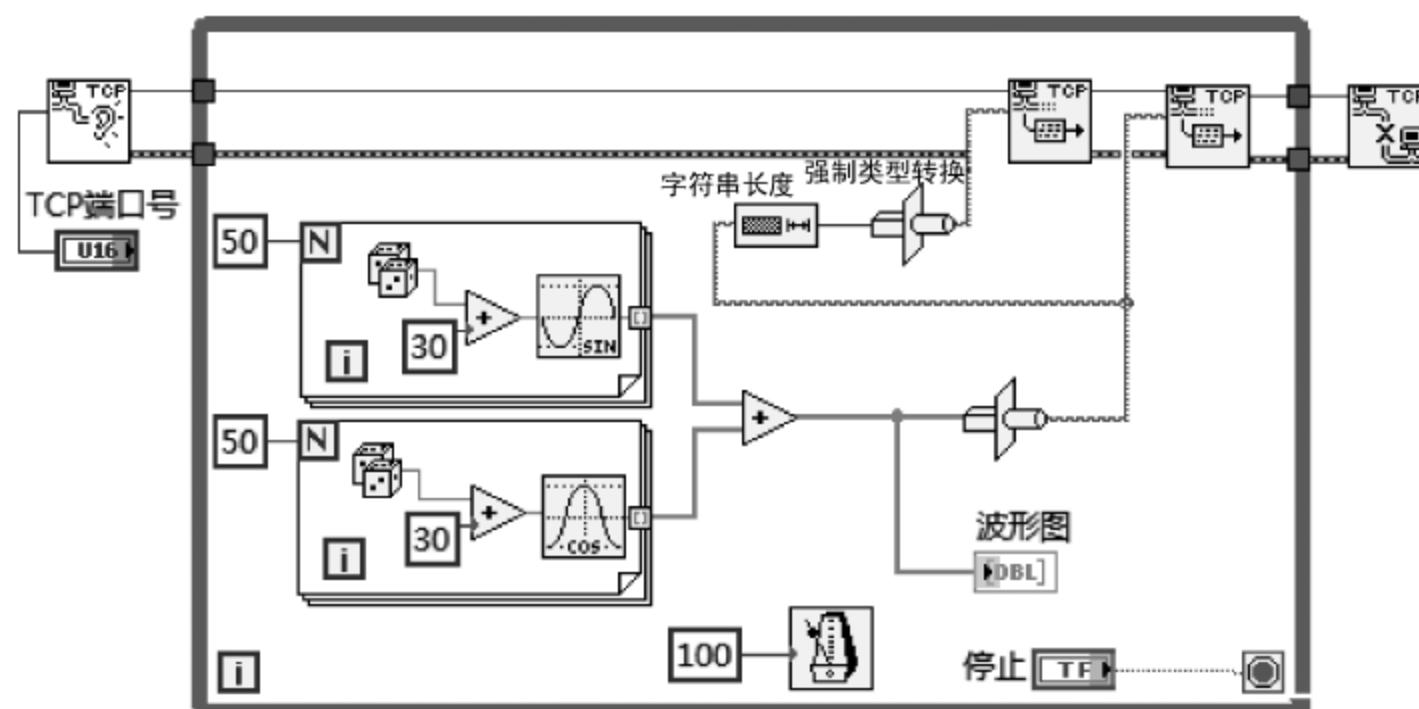 TCP
TCP
TCP
TCP
TCP端口号
U16
字符串长度
强制类型转换
50
N
30
i
SIN
50
N
30
i
COS
波形图
DBL
100
停止
TF
i